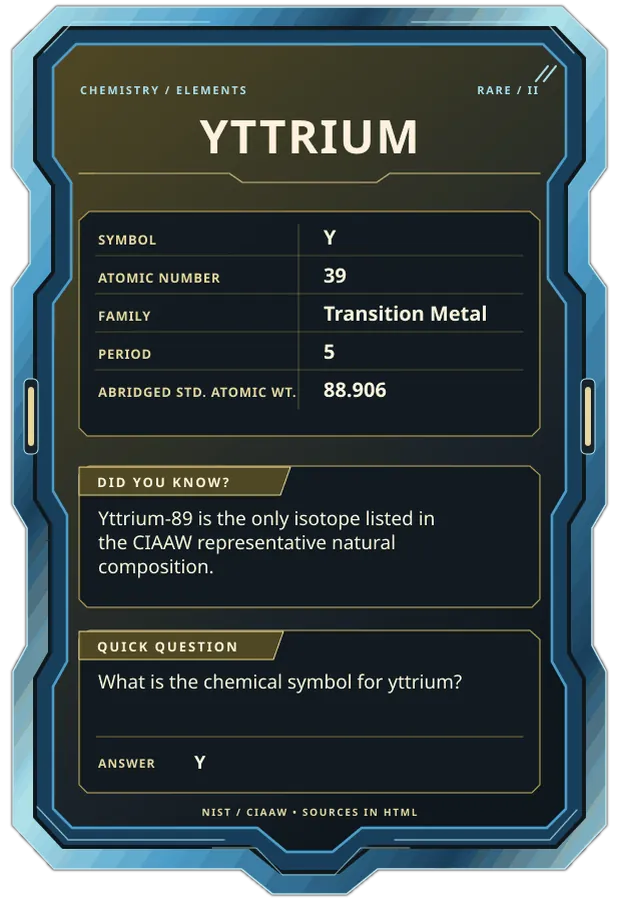 CHEMISTRY / ELEMENTS
RARE / II
YTTRIUM
SYMBOL Y
ATOMIC NUMBER 39
FAMILY Transition Metal
PERIOD 5
ABRIDGED STD. ATOMIC WT. 88.906
DID YOU KNOW?
Yttrium-89 is the only isotope listed in
the CIAAW representative natural
composition.
QUICK QUESTION
What is the chemical symbol for yttrium?
ANSWER Y
NIST / CIAAW • SOURCES IN HTML